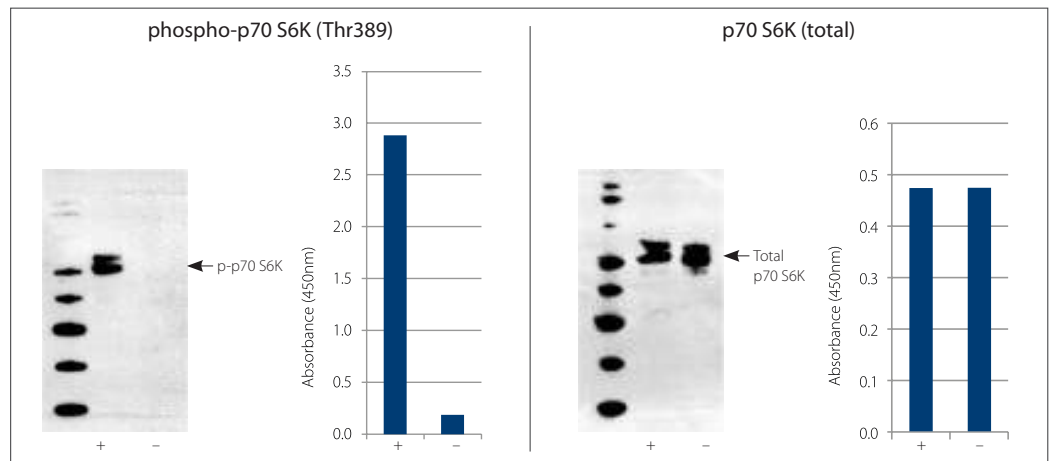 phospho-p70 S6K (Thr389)
p-p70 S6K
+ –
Absorbance (450nm)
3.5
3.0
2.5
2.0
1.5
1.0
0.5
0.0
+ –
p70 S6K (total)
Total
p70 S6K
+ –
Absorbance (450nm)
0.6
0.5
0.4
0.3
0.2
0.1
0.0
+ –